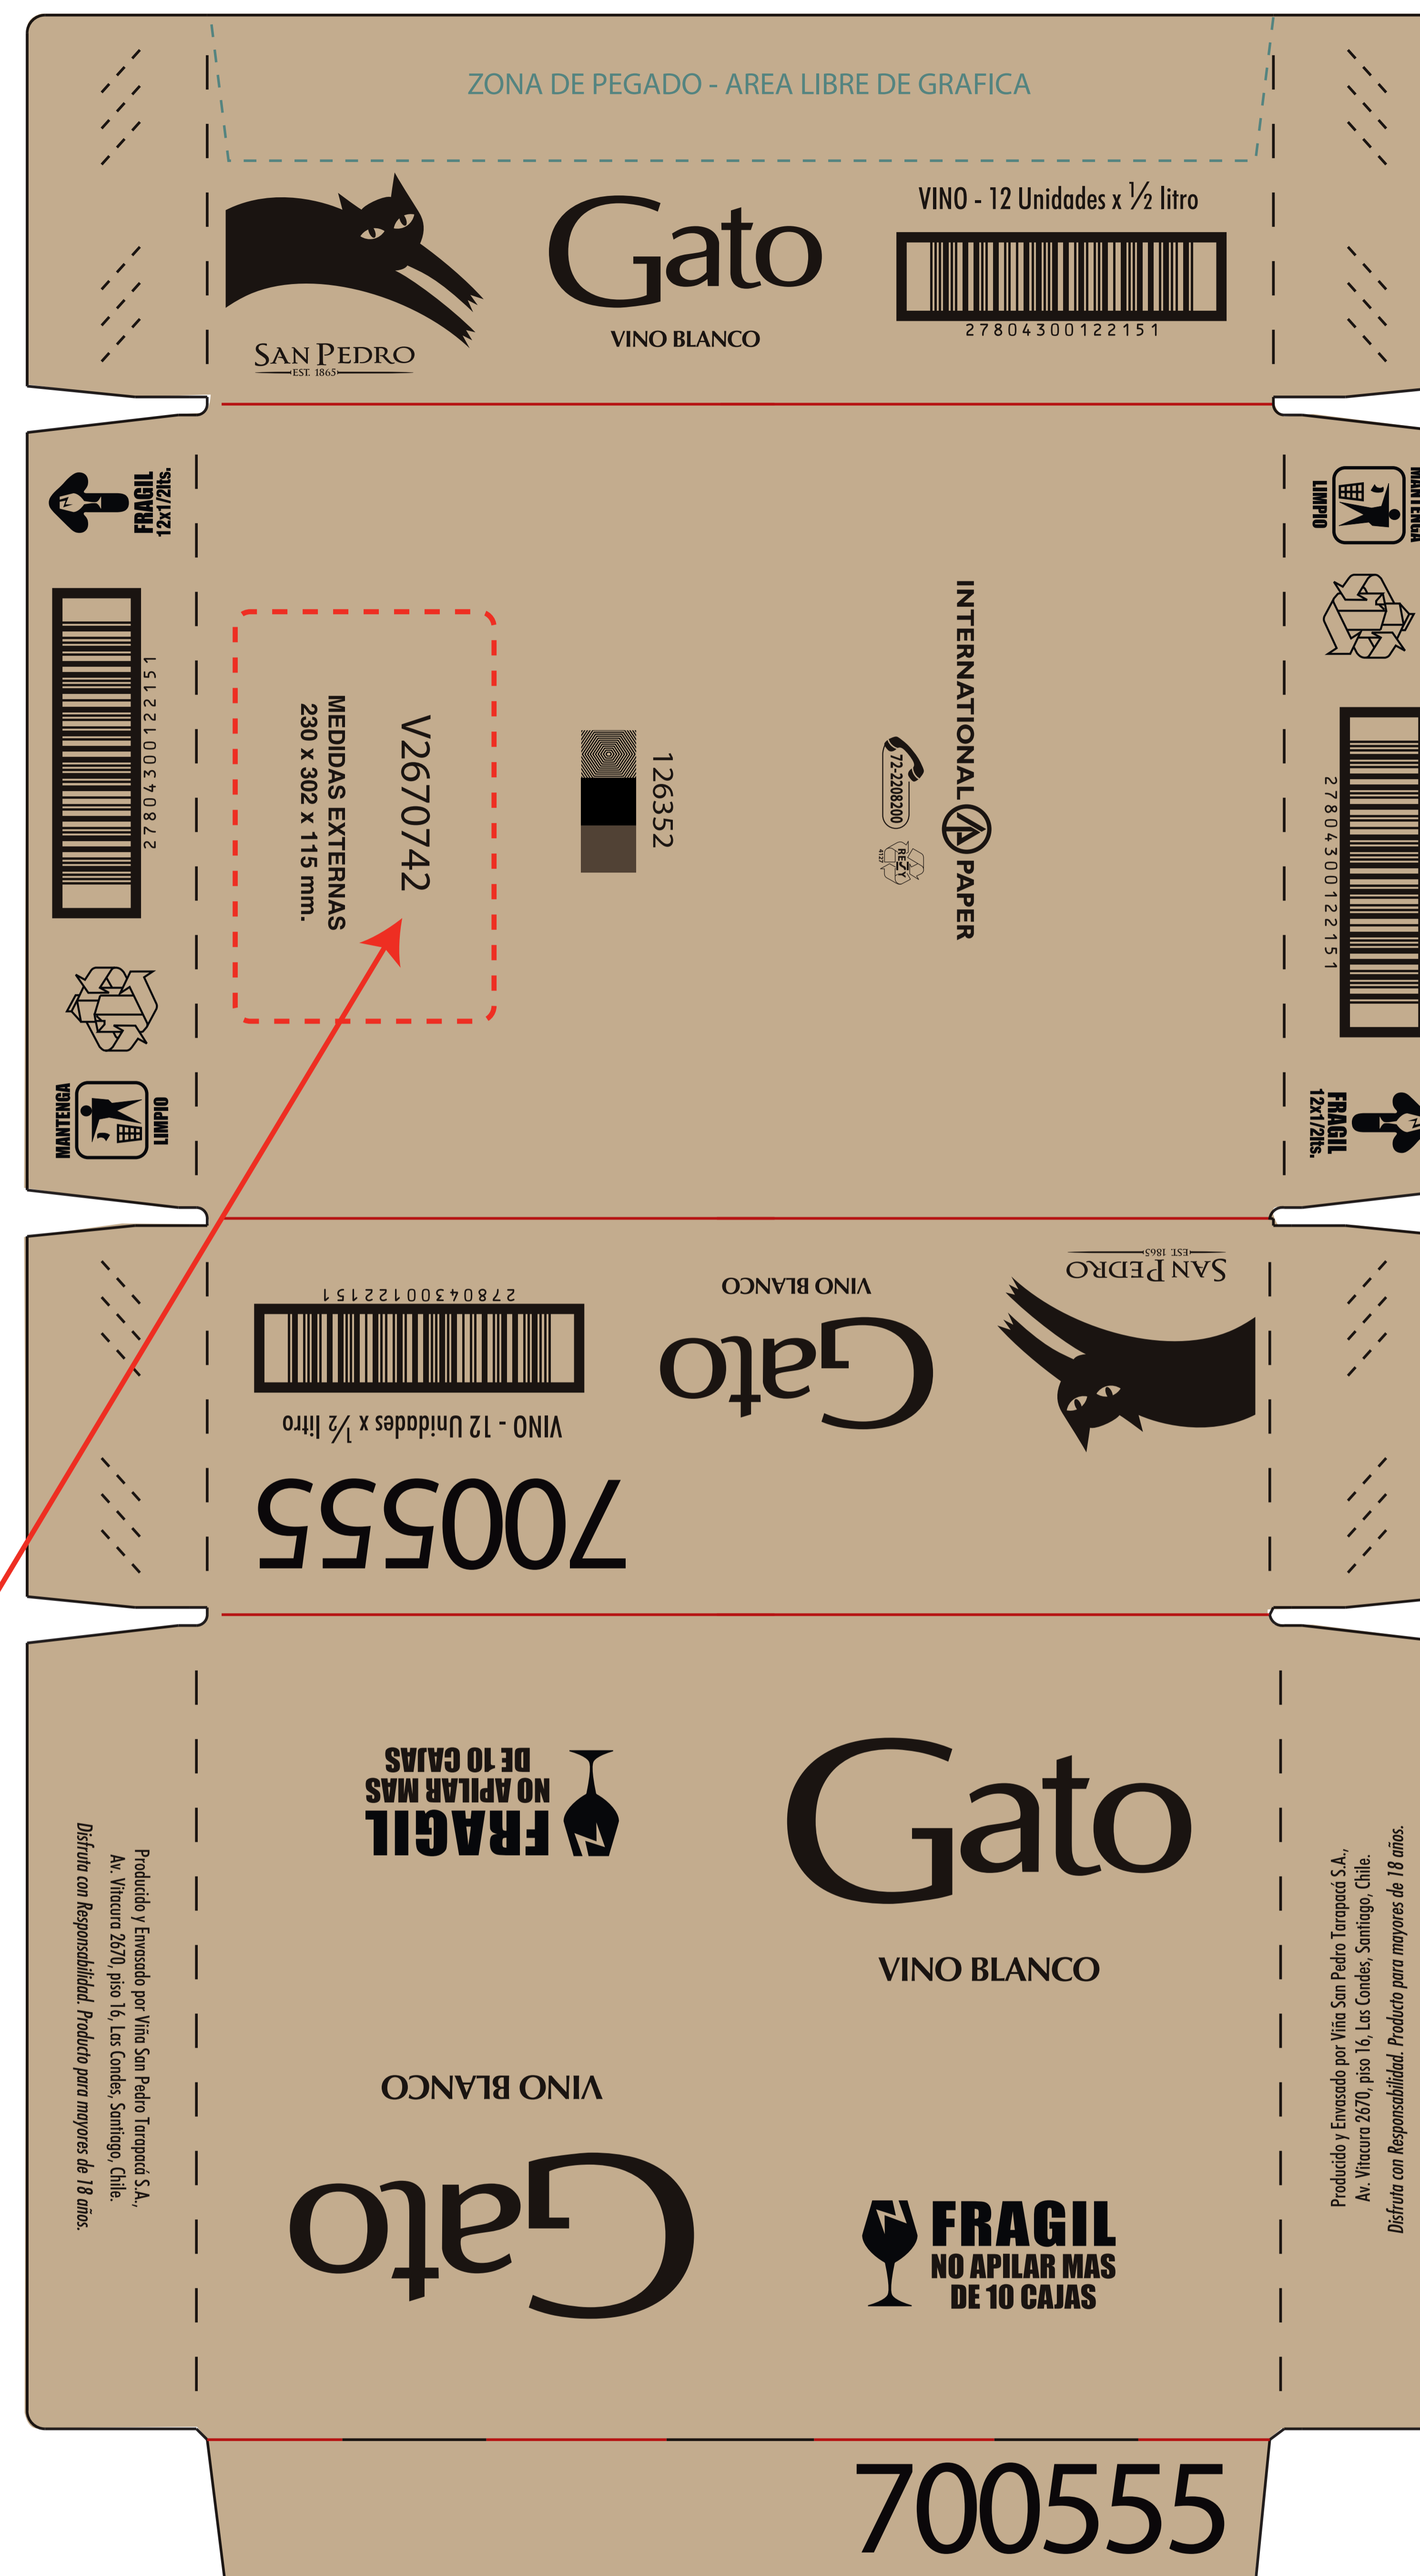 ZONA DE PEGADO - AREA LIBRE DE GRAFICA
VINO - 12 Unidades x ½ litro
Gato
VINO BLANCO
27804300122151
SAN PEDRO
EST. 1865
FRAGIL
12x1/2lts.
27804300122151
MANTENGA
LIMPIO
V2670742
MEDIDAS EXTERNAS
230 x 302 x 115 mm.
126352
INTERNATIONAL PAPER
72-2208200
RESY
4127
MANTENGA
LIMPIO
27804300122151
FRAGIL
12x1/2lts.
SAN PEDRO
EST. 1865
VINO BLANCO
Gato
27804300122151
VINO - 12 Unidades x ½ litro
700555
FRAGIL
NO APILAR MAS
DE 10 CAJAS
Gato
VINO BLANCO
Producido y Envasado por Viña San Pedro Tarapacá S.A.,
Av. Vitacura 2670, piso 16, Las Condes, Santiago, Chile.
Disfruta con Responsabilidad. Producto para mayores de 18 años.
Producido y Envasado por Viña San Pedro Tarapacá S.A.,
Av. Vitacura 2670, piso 16, Las Condes, Santiago, Chile.
Disfruta con Responsabilidad. Producto para mayores de 18 años.
Gato
VINO BLANCO
FRAGIL
NO APILAR MAS
DE 10 CAJAS
700555